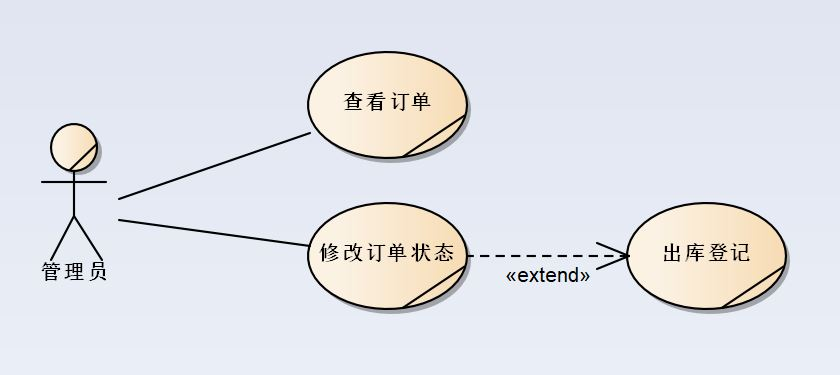 查看订单
管理员
修改订单状态
出库登记
«extend»